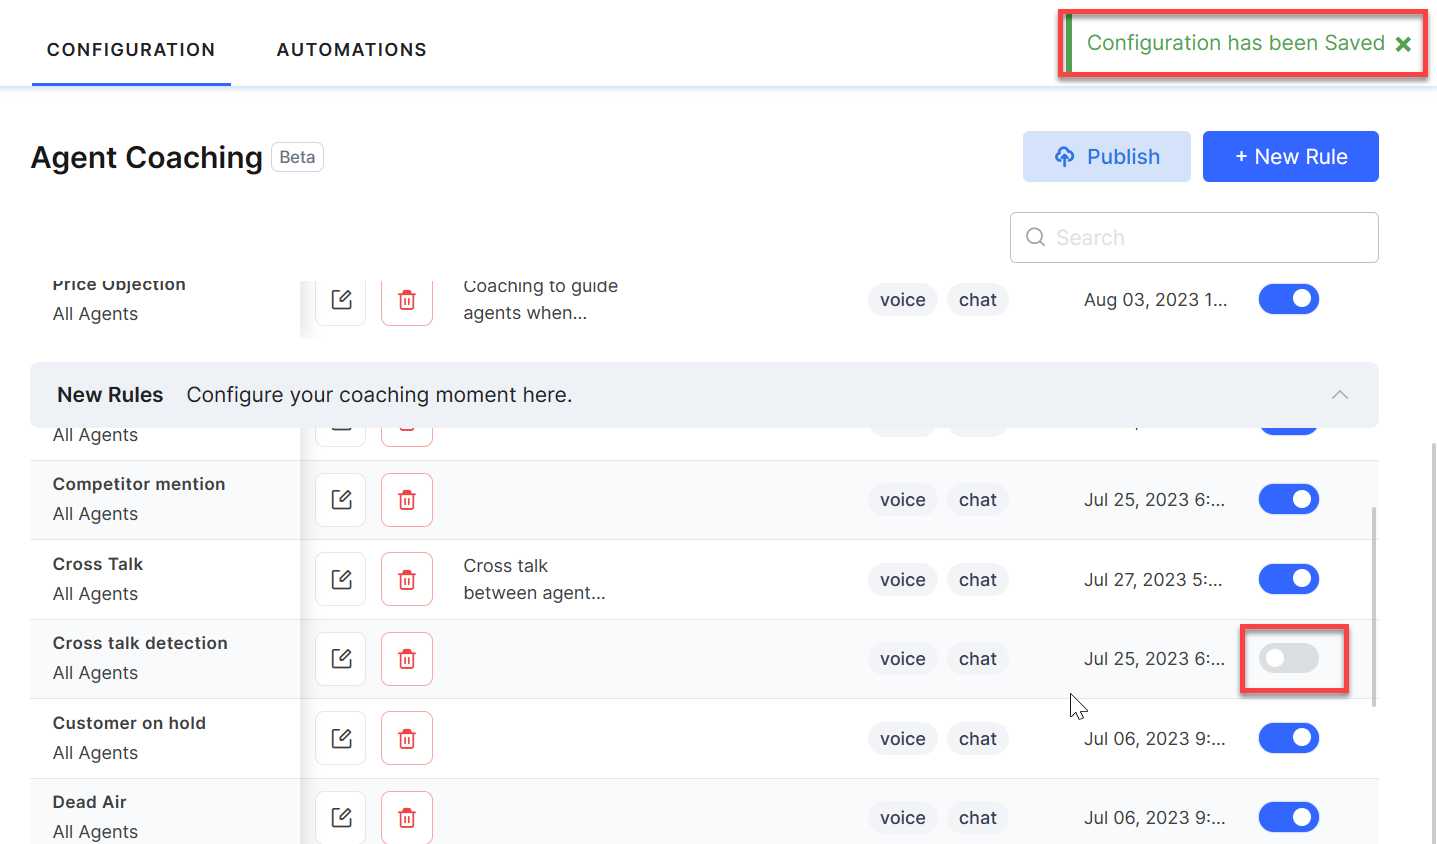 CONFIGURATION AUTOMATIONS
Configuration has been Saved
Agent Coaching Beta
Publish
+ New Rule
Search
Price Objection
All Agents
Coaching to guide
agents when...
voice chat Aug 03, 2023 1...
New Rules Configure your coaching moment here.
All Agents
Competitor mention
All Agents
voice chat Jul 25, 2023 6:...
Cross Talk
All Agents
Cross talk
between agent...
voice chat Jul 27, 2023 5:...
Cross talk detection
All Agents
voice chat Jul 25, 2023 6:...
Customer on hold
All Agents
voice chat Jul 06, 2023 9:...
Dead Air
All Agents
voice chat Jul 06, 2023 9:...